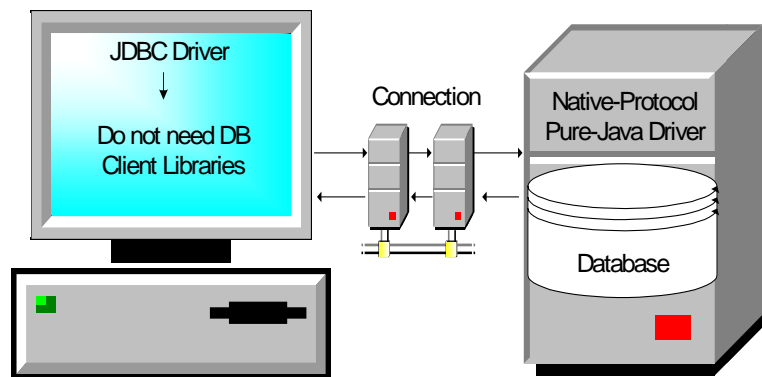 JDBC Driver
Do not need DB
Client Libraries
Connection
Native-Protocol
Pure-Java Driver
Database